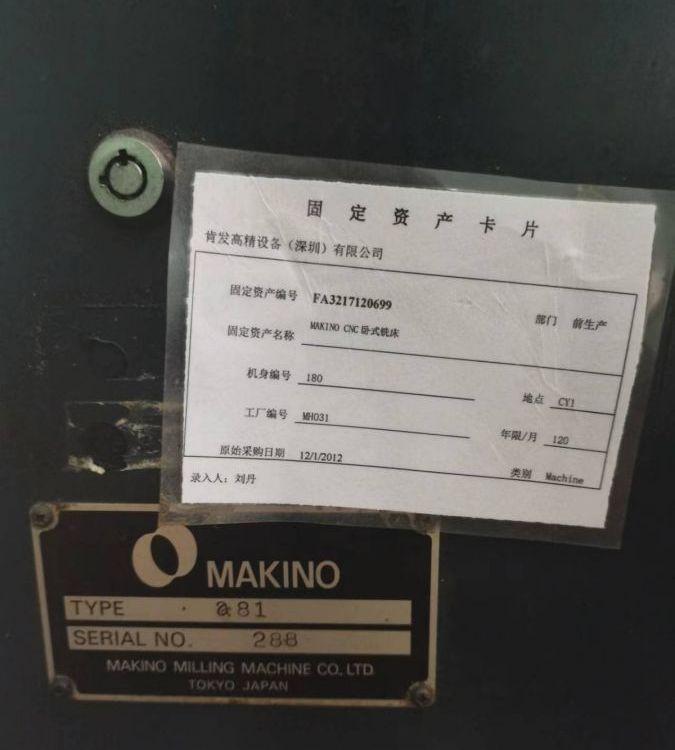 固定资产卡片
肯发高精设备（深圳）有限公司
固定资产编号 FA3217120699 部门 前生产
固定资产名称 MAKINO CNC 卧式铣床
机身编号 180 地点 CY1
工厂编号 MH031 年限/月 120
原始采购日期 12/1/2012 类别 Machine
录入人：刘丹
MAKINO
TYPE a81
SERIAL NO. 288
MAKINO MILLING MACHINE CO., LTD.
TOKYO JAPAN